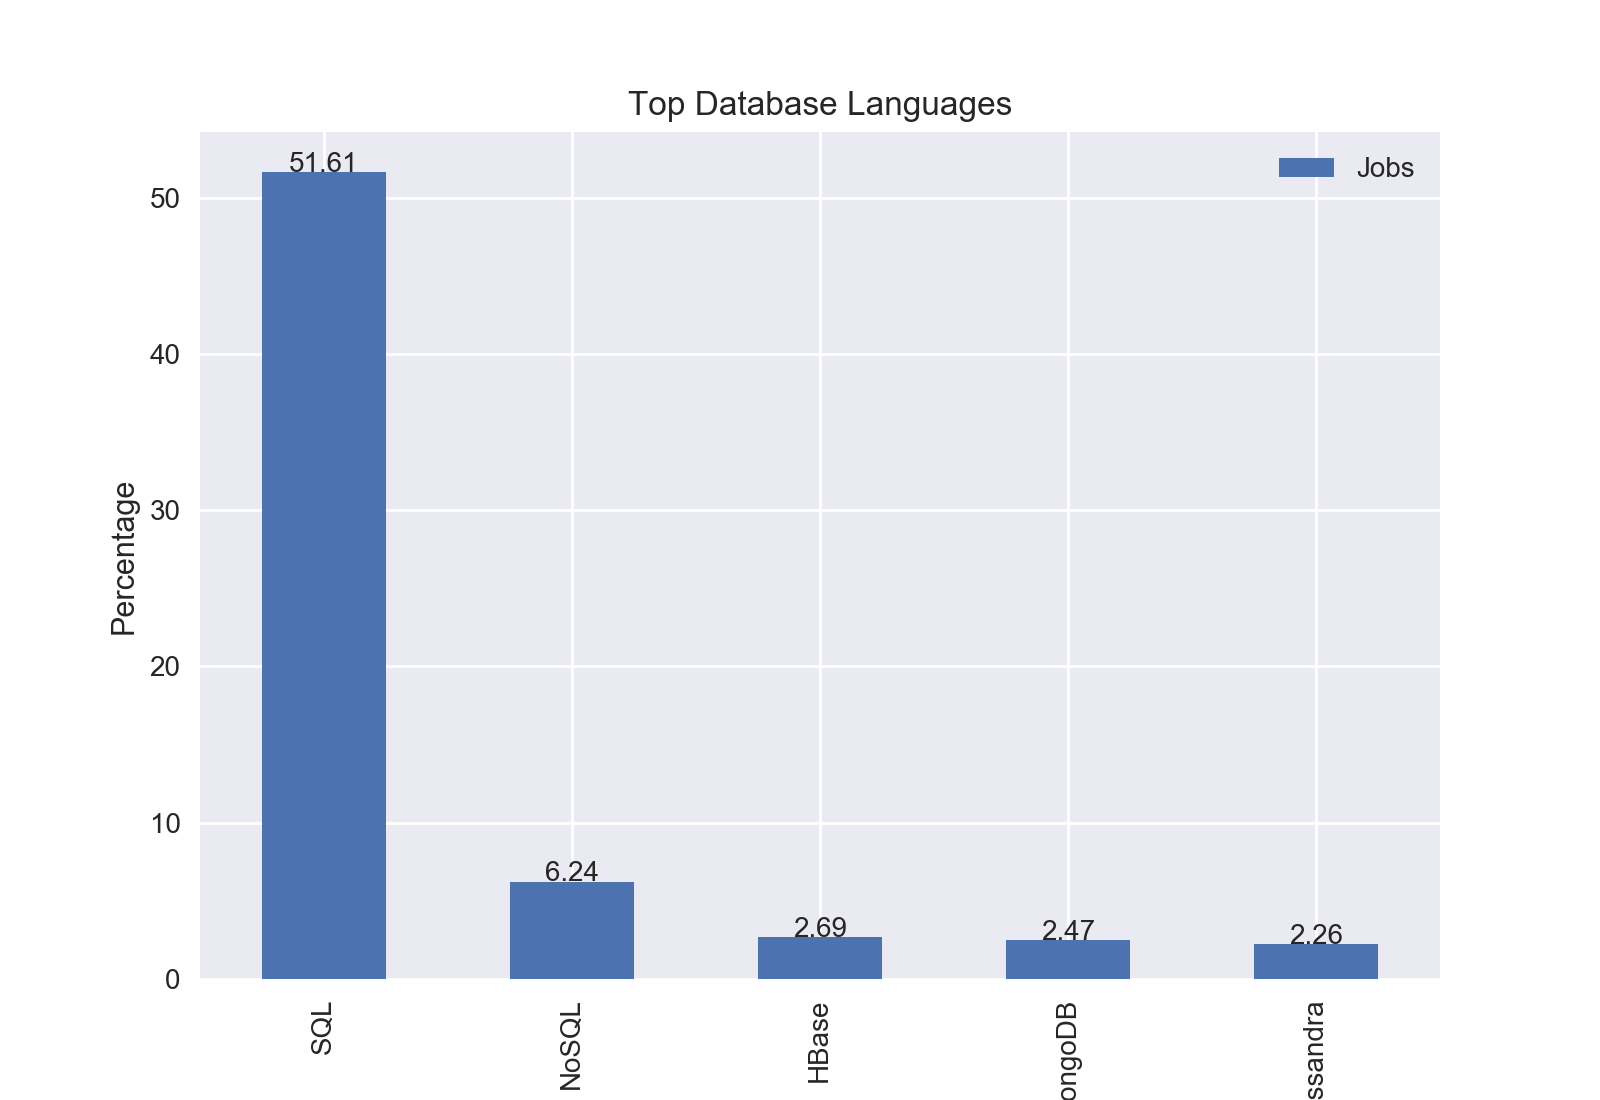 Top Database Languages
Jobs
Percentage
50
40
30
20
10
0
51.61
6.24
2.69
2.47
2.26
SQL
NoSQL
HBase
ongoDB
ssandra